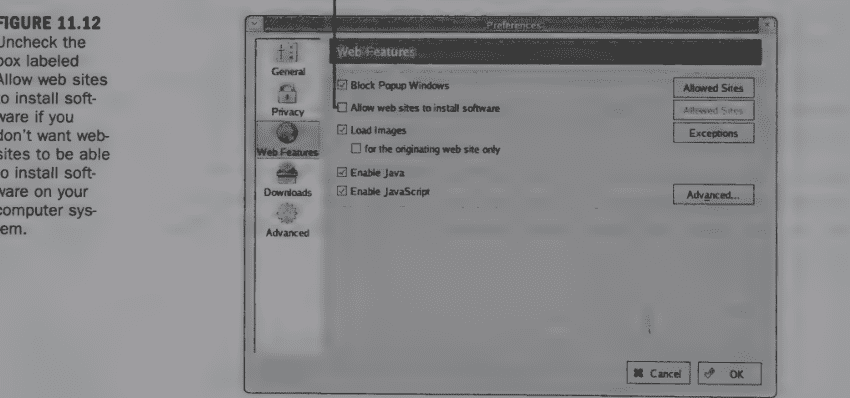 FIGURE 11.12
Uncheck the
box labeled
Allow web sites
to install soft-
ware if you
don't want web-
sites to be able
to install soft-
ware on your
computer sys-
tem.
Preferences
Web Features
General
Privacy
Web Features
Downloads
Advanced
Block Popup Windows
Allowed Sites
Allow web sites to install software
Allowed Sites
Load Images
Exceptions
for the originating web site only
Enable Java
Enable JavaScript
Advanced...
Cancel
OK